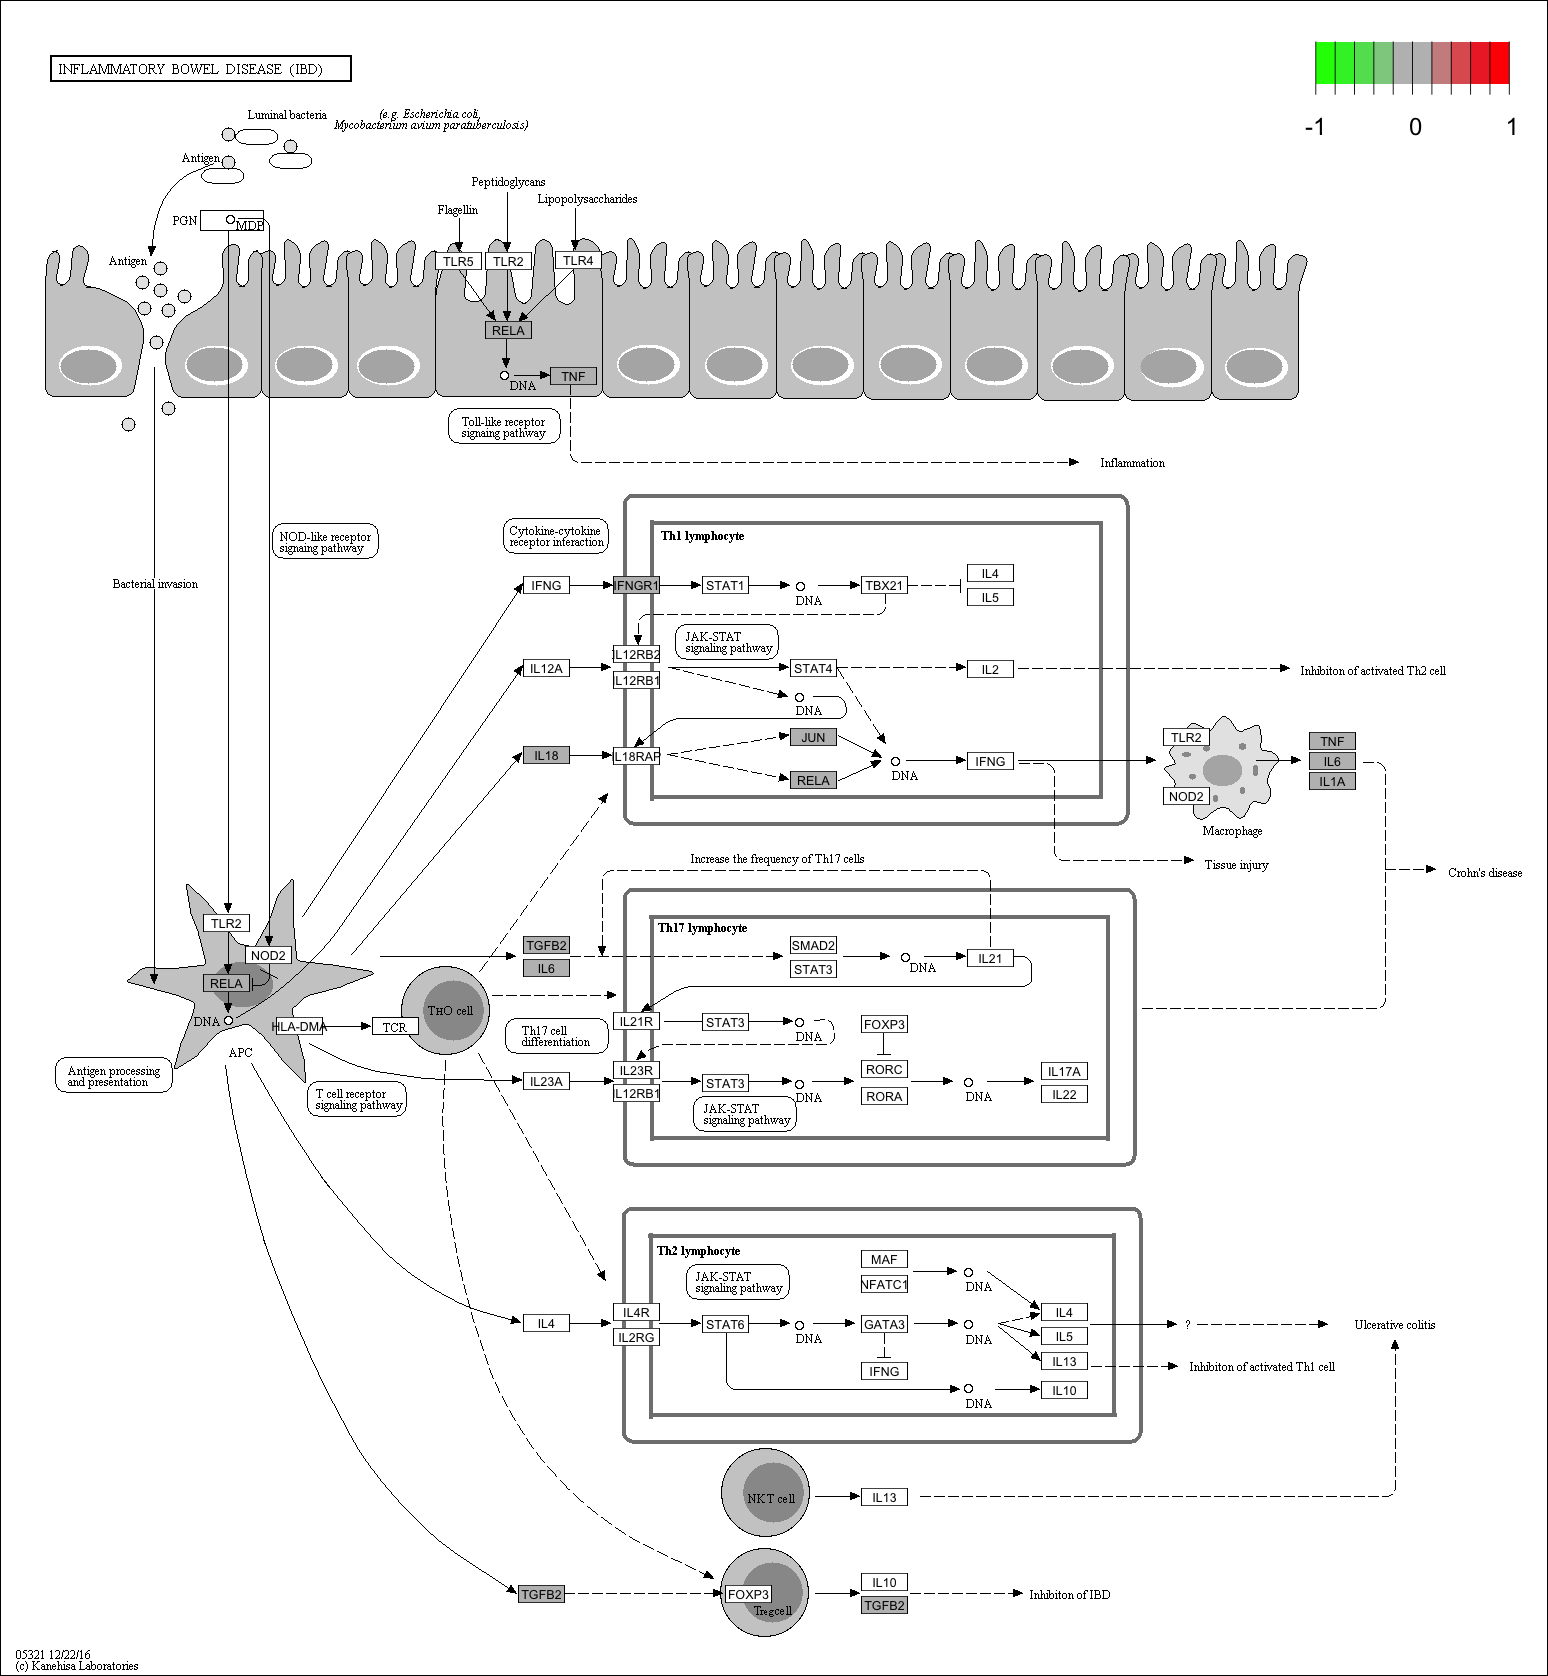 INFLAMMATORY BOWEL DISEASE (IBD)
-1 0 1
Luminal bacteria
(e.g. Escherichia coli,
Mycobacterium avium paratuberculosis)
Antigen
PGN
MDP
Antigen
Flagellin
Peptidoglycans
Lipopolysaccharides
TLR5
TLR2
TLR4
RELA
DNA
TNF
Toll-like receptor
signaing pathway
Inflammation
NOD-like receptor
signaing pathway
Bacterial invasion
Cytokine-cytokine
receptor inferaction
Th1 lymphocyte
IFNG
IFNGR1
STAT1
DNA
TBX21
IL4
IL5
IL12A
IL12RB2
IL12RB1
JAK-STAT
signaling pathway
STAT4
DNA
IL2
Inhibiton of activated Th2 cell
IL18
IL18RAP
JUN
RELA
DNA
IFNG
TLR2
NOD2
Macrophage
TNF
IL6
IL1A
Tissue injury
Crohn's disease
Increase the frequency of Th17 cells
TLR2
NOD2
RELA
DNA
HLA-DMA
APC
TCR
THO cell
Antigen processing
and presentation
T cell receptor
signaling pathway
TGFB2
IL6
Th17 lymphocyte
SMAD2
STAT3
DNA
IL21
Th17 cell
differentiation
IL21R
STAT3
DNA
FOXP3
IL23A
IL23R
IL12RB1
STAT3
DNA
RORC
RORA
DNA
IL17A
IL22
JAK-STAT
signaling pathway
Th2 lymphocyte
JAK-STAT
signaling pathway
IL4
IL4R
IL2RG
STAT6
DNA
MAF
NFATC1
DNA
GATA3
DNA
IFNG
IL4
IL5
IL13
DNA
IL10
?
Ulcerative colitis
Inhibiton of activated Th1 cell
NKT cell
IL13
TGFB2
FOXP3
Treg cell
IL10
TGFB2
Inhibiton of IBD
05321 12/22/16
(c) Kanehisa Laboratories